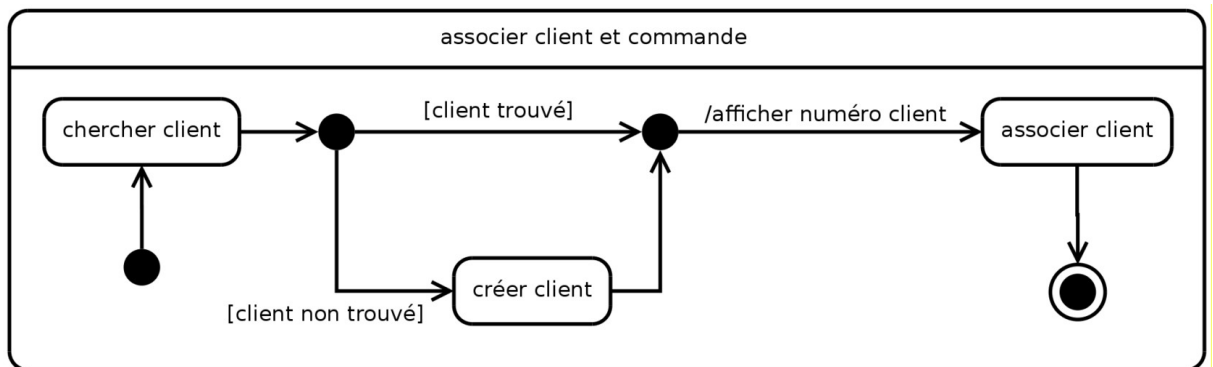 associer client et commande
chercher client
[client trouvé]
/afficher numéro client
associer client
créer client
[client non trouvé]